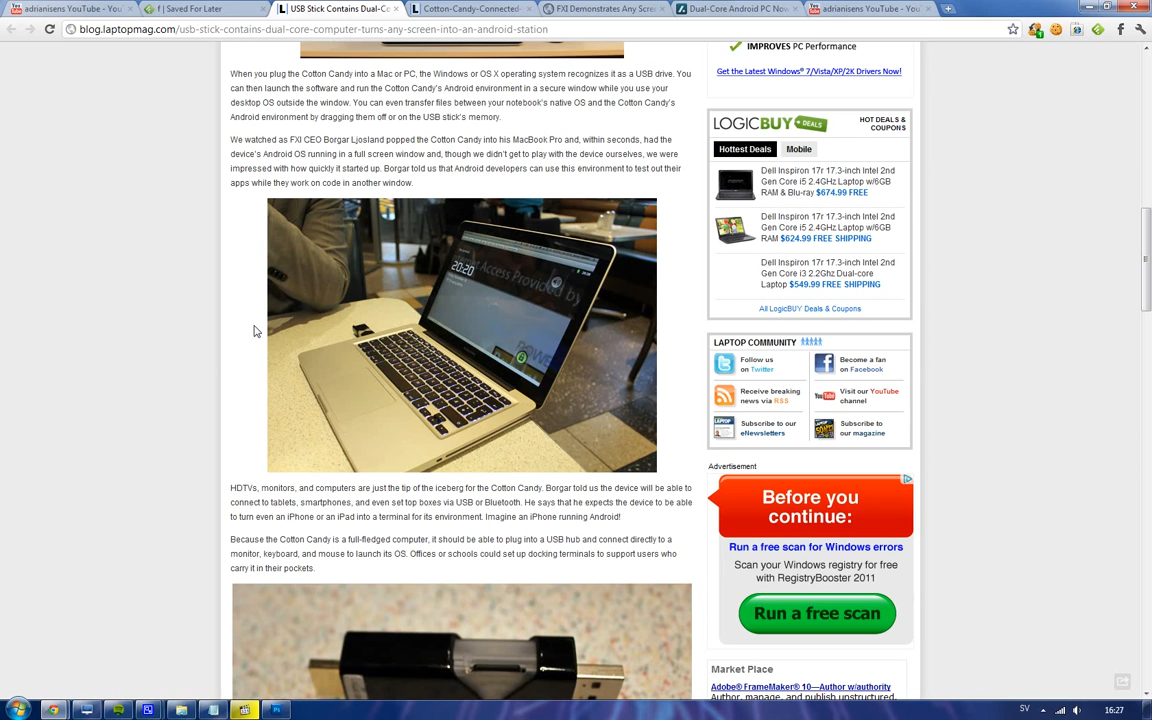 adrianisens YouTube - You
f | Saved For Later
USB Stick Contains Dual-Co
Cotton-Candy-Connected-
FXI Demonstrates Any Scree
Dual-Core Android PC Now
adrianisens YouTube - You
blog.laptopmag.com/usb-stick-contains-dual-core-computer-turns-any-screen-into-an-android-station
When you plug the Cotton Candy into a Mac or PC, the Windows or OS X operating system recognizes it as a USB drive. You
can then launch the software and run the Cotton Candy's Android environment in a secure window while you use your
desktop OS outside the window. You can even transfer files between your notebook's native OS and the Cotton Candy's
Android environment by dragging them off or on the USB stick's memory.
We watched as FXI CEO Borgar Ljosland popped the Cotton Candy into his MacBook Pro and, within seconds, had the
device's Android OS running in a full screen window and, though we didn't get to play with the device ourselves, we were
impressed with how quickly it started up. Borgar told us that Android developers can use this environment to test out their
apps while they work on code in another window.
20:20
et Access Provided by
HDTVs, monitors, and computers are just the tip of the iceberg for the Cotton Candy. Borgar told us the device will be able to
connect to tablets, smartphones, and even set top boxes via USB or Bluetooth. He says that he expects the device to be able
to turn even an iPhone or an iPad into a terminal for its environment. Imagine an iPhone running Android!
Because the Cotton Candy is a full-fledged computer, it should be able to plug into a USB hub and connect directly to a
monitor, keyboard, and mouse to launch its OS. Offices or schools could set up docking terminals to support users who
carry it in their pockets.
IMPROVES PC Performance
Get the Latest Windows® 7/Vista/XP/2K Drivers Now!
LOGICBUY DEALS
HOT DEALS &
COUPONS
Hottest Deals
Mobile
Dell Inspiron 17r 17.3-inch Intel 2nd
Gen Core i5 2.4GHz Laptop w/6GB
RAM & Blu-ray $674.99 FREE
Dell Inspiron 17r 17.3-inch Intel 2nd
Gen Core i5 2.4GHz Laptop w/6GB
RAM $624.99 FREE SHIPPING
Dell Inspiron 17r 17.3-inch Intel 2nd
Gen Core i3 2.2Ghz Dual-core
Laptop $549.99 FREE SHIPPING
All LogicBUY Deals & Coupons
LAPTOP COMMUNITY
Follow us
on Twitter
Become a fan
on Facebook
Receive breaking
news via RSS
Visit our YouTube
channel
Subscribe to our
eNewsletters
Subscribe to
our magazine
Advertisement
Before you
continue:
Run a free scan for Windows errors
Scan your Windows registry for free
with RegistryBooster 2011
Run a free scan
Market Place
Adobe® FrameMaker® 10—Author w/authority
Author, manage, and publish unstructured,
SV
16:27